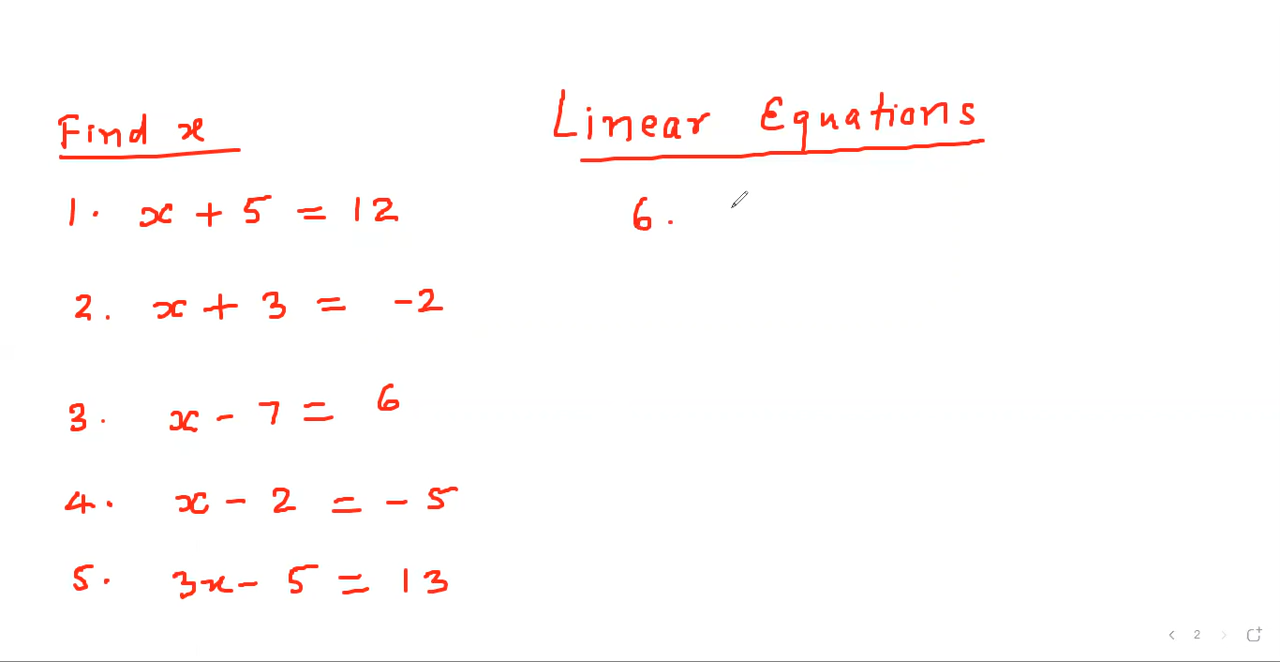 Find x
1. x + 5 = 12
2. x + 3 = -2
3. x - 7 = 6
4. x - 2 = - 5
5. 3x - 5 = 13
Linear Equations
6.
2